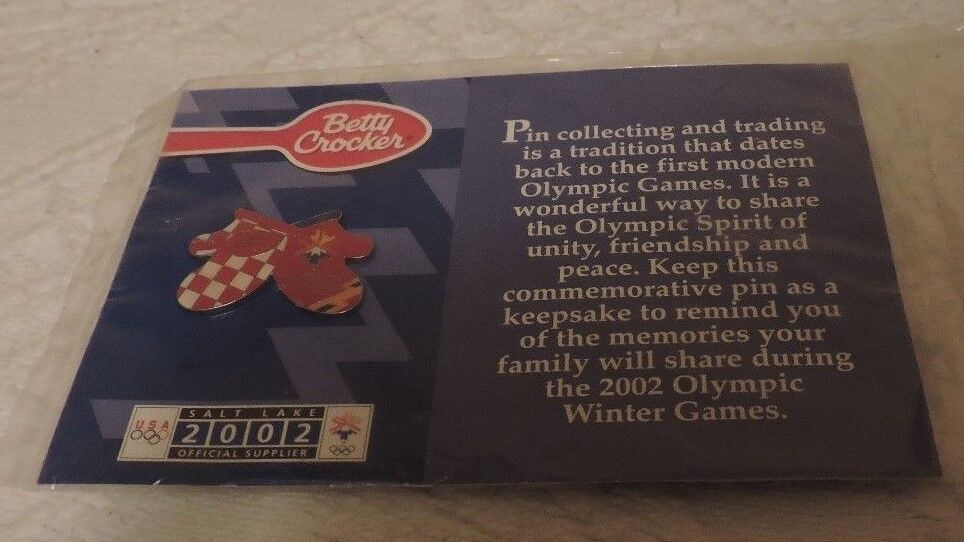 Betty
Crocker®
Pin collecting and trading
is a tradition that dates
back to the first modern
Olympic Games. It is a
wonderful way to share
the Olympic Spirit of
unity, friendship and
peace. Keep this
commemorative pin as a
keepsake to remind you
of the memories your
family will share during
the 2002 Olympic
Winter Games.
USA
SALT LAKE
2002
OFFICIAL SUPPLIER